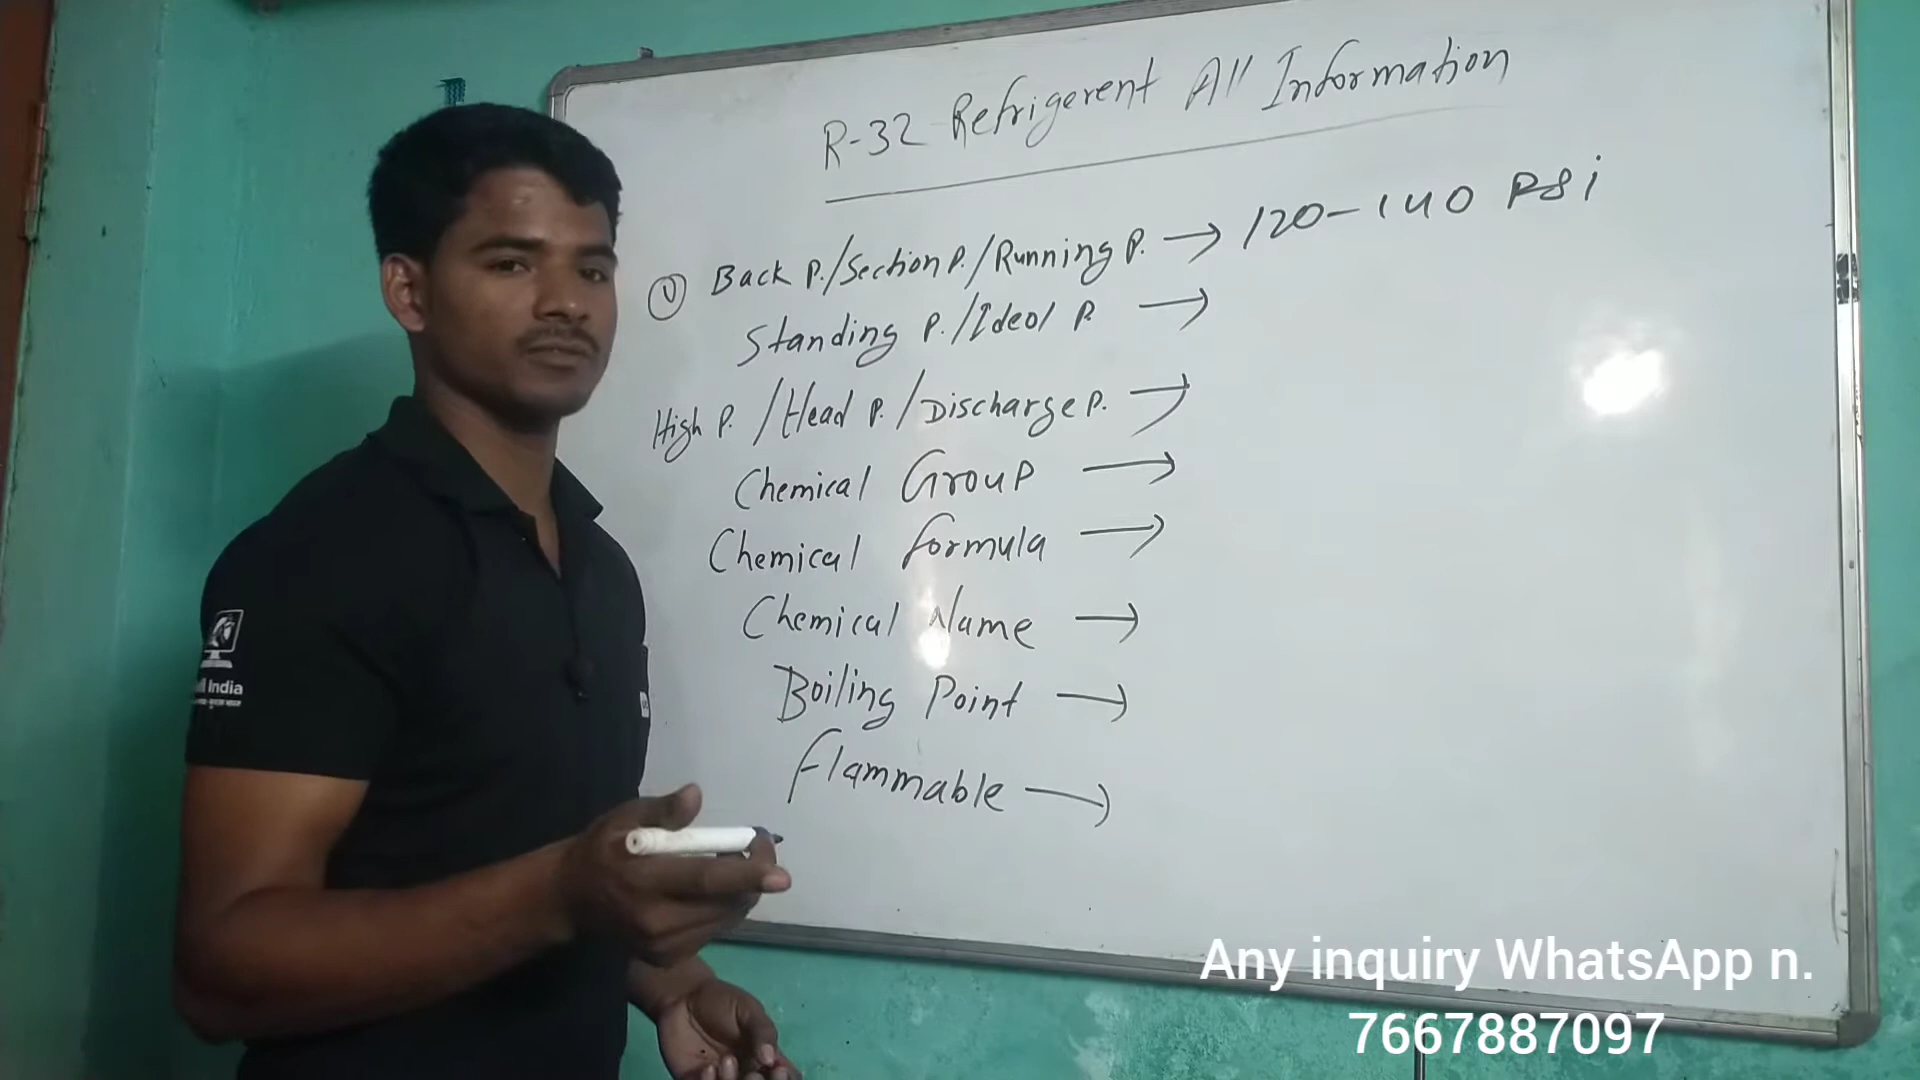 R-32 Refrigerent All Information
① Back P./Section P./Running P. → 120-140 PSi
Standing P./Ideol P. →
High P. /Head P. /Discharge P. →
Chemical Group →
Chemical formula →
Chemical Name →
Boiling Point →
flammable →
India
Any inquiry WhatsApp n.
7667887097